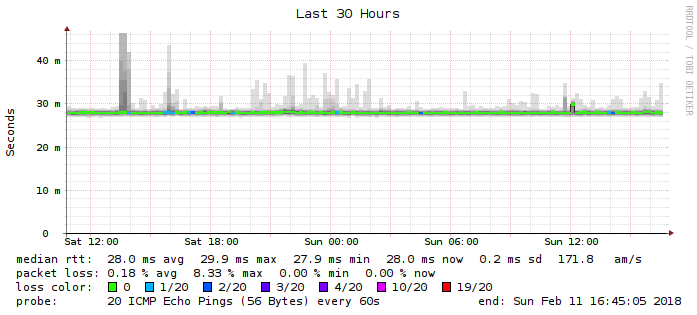 Last 30 Hours
RRDTOOL / TOBI OETIKER
Seconds
40 m
30 m
20 m
10 m
0
Sat 12:00 Sat 18:00 Sun 00:00 Sun 06:00 Sun 12:00
median rtt: 28.0 ms avg 29.9 ms max 27.9 ms min 28.0 ms now 0.2 ms sd 171.8 am/s
packet loss: 0.18 % avg 8.33 % max 0.00 % min 0.00 % now
loss color: 0 1/20 2/20 3/20 4/20 10/20 19/20
probe: 20 ICMP Echo Pings (56 Bytes) every 60s end: Sun Feb 11 16:45:05 2018